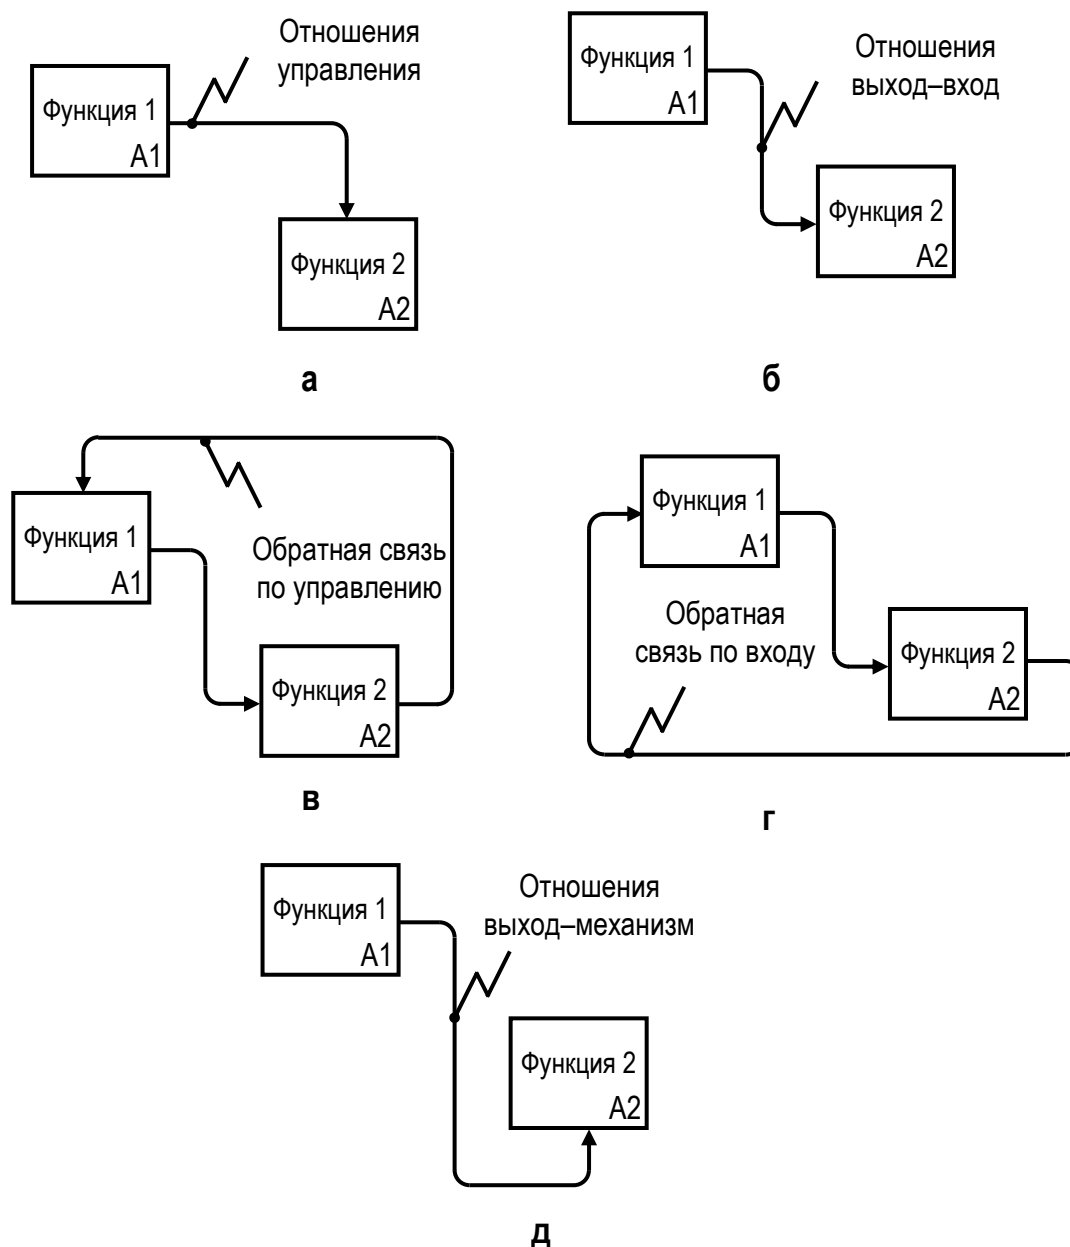 Отношения
управления
Функция 1
А1
Функция 2
А2
а
Функция 1
А1
Отношения
выход–вход
Функция 2
А2
б
Функция 1
А1
Обратная связь
по управлению
Функция 2
А2
в
Функция 1
А1
Обратная
связь по входу
Функция 2
А2
г
Функция 1
А1
Отношения
выход–механизм
Функция 2
А2
д